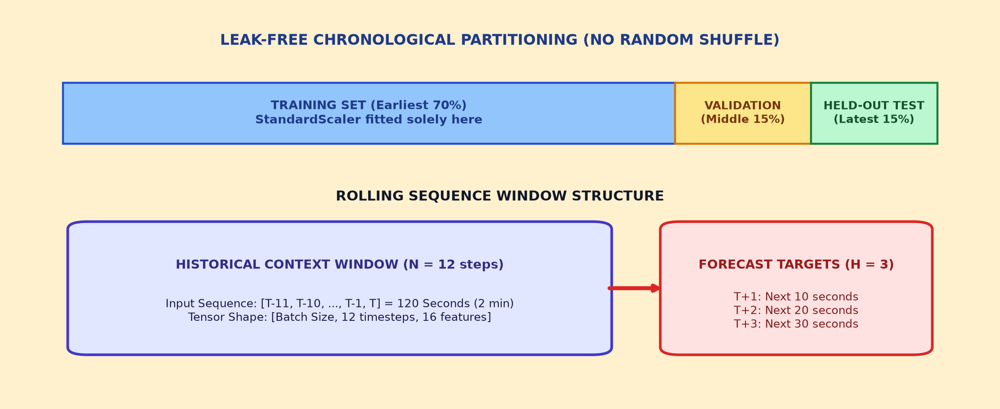 LEAK-FREE CHRONOLOGICAL PARTITIONING (NO RANDOM SHUFFLE)
TRAINING SET (Earliest 70%)
StandardScaler fitted solely here
VALIDATION
(Middle 15%)
HELD-OUT TEST
(Latest 15%)
ROLLING SEQUENCE WINDOW STRUCTURE
HISTORICAL CONTEXT WINDOW (N = 12 steps)
Input Sequence: [T-11, T-10, ..., T-1, T] = 120 Seconds (2 min)
Tensor Shape: [Batch Size, 12 timesteps, 16 features]
FORECAST TARGETS (H = 3)
T+1: Next 10 seconds
T+2: Next 20 seconds
T+3: Next 30 seconds